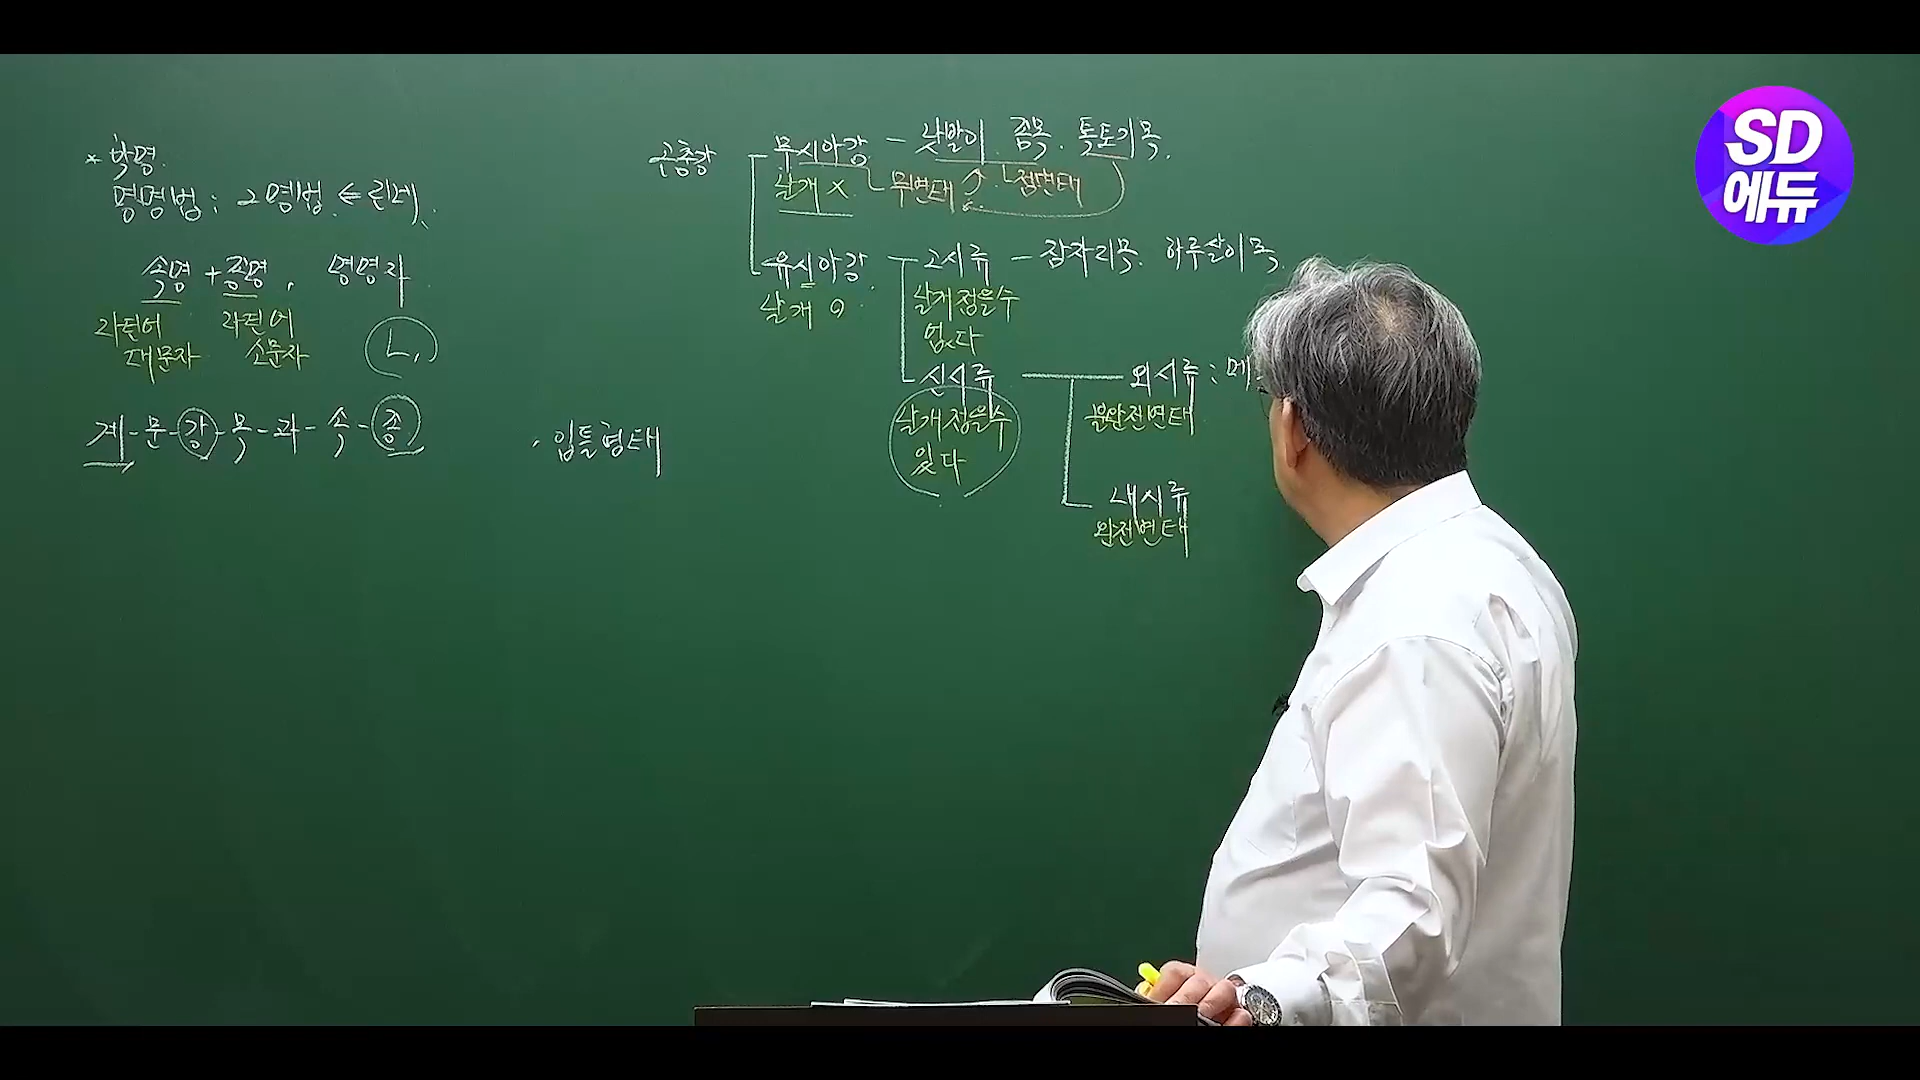 * 학명.
명명법 : 2명법. ← 린네.
속명 + 종명, 명명자
라틴어 대문자
라틴어 소문자
L.
계 - 문 - 강 - 목 - 과 - 속 - 종
· 입틀형태
곤충강
무시아강 - 낫발이. 좀목. 톡토기목.
날개 X 무변태 점변태
유시아강 고시류 - 잠자리목. 하루살이목.
날개 O 날개접을수 없다
신시류 외시류 : 메
날개접을수 있다 불완전변태
내시류
완전변태
SD
에듀